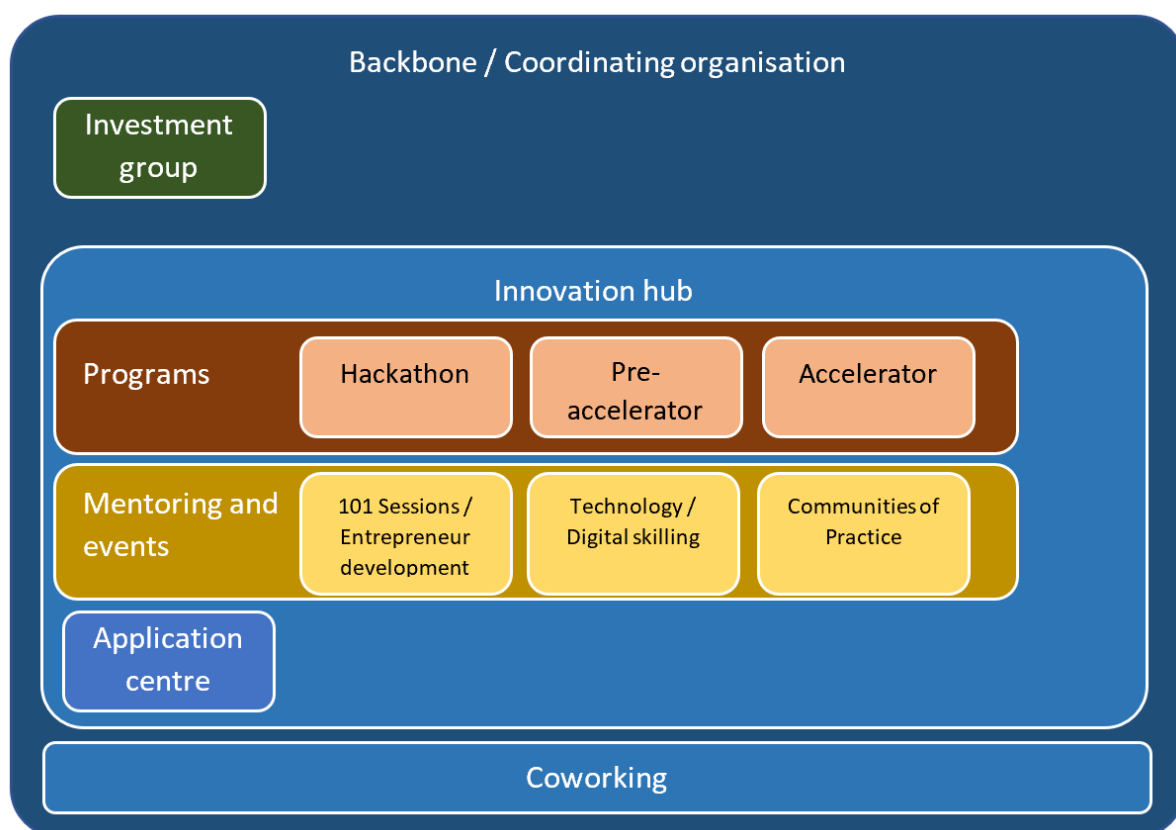 Backbone / Coordinating organisation
Investment
group
Innovation hub
Programs
Hackathon
Pre-
accelerator
Accelerator
Mentoring and
events
101 Sessions /
Entrepreneur
development
Technology /
Digital skilling
Communities of
Practice
Application
centre
Coworking